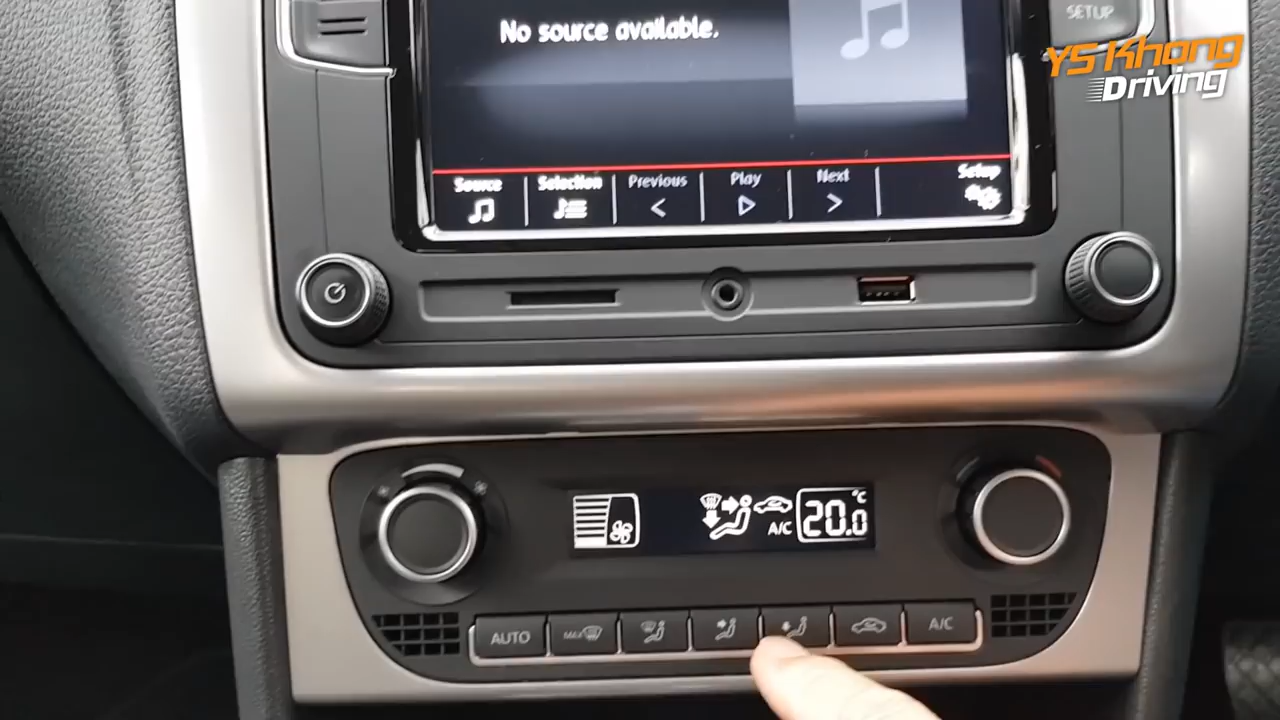 No source available.
SETUP
YS Khong
Driving
Source
Selection
Previous
Play
Next
Setup
A/C
20.0
°C
AUTO
MAX
A/C